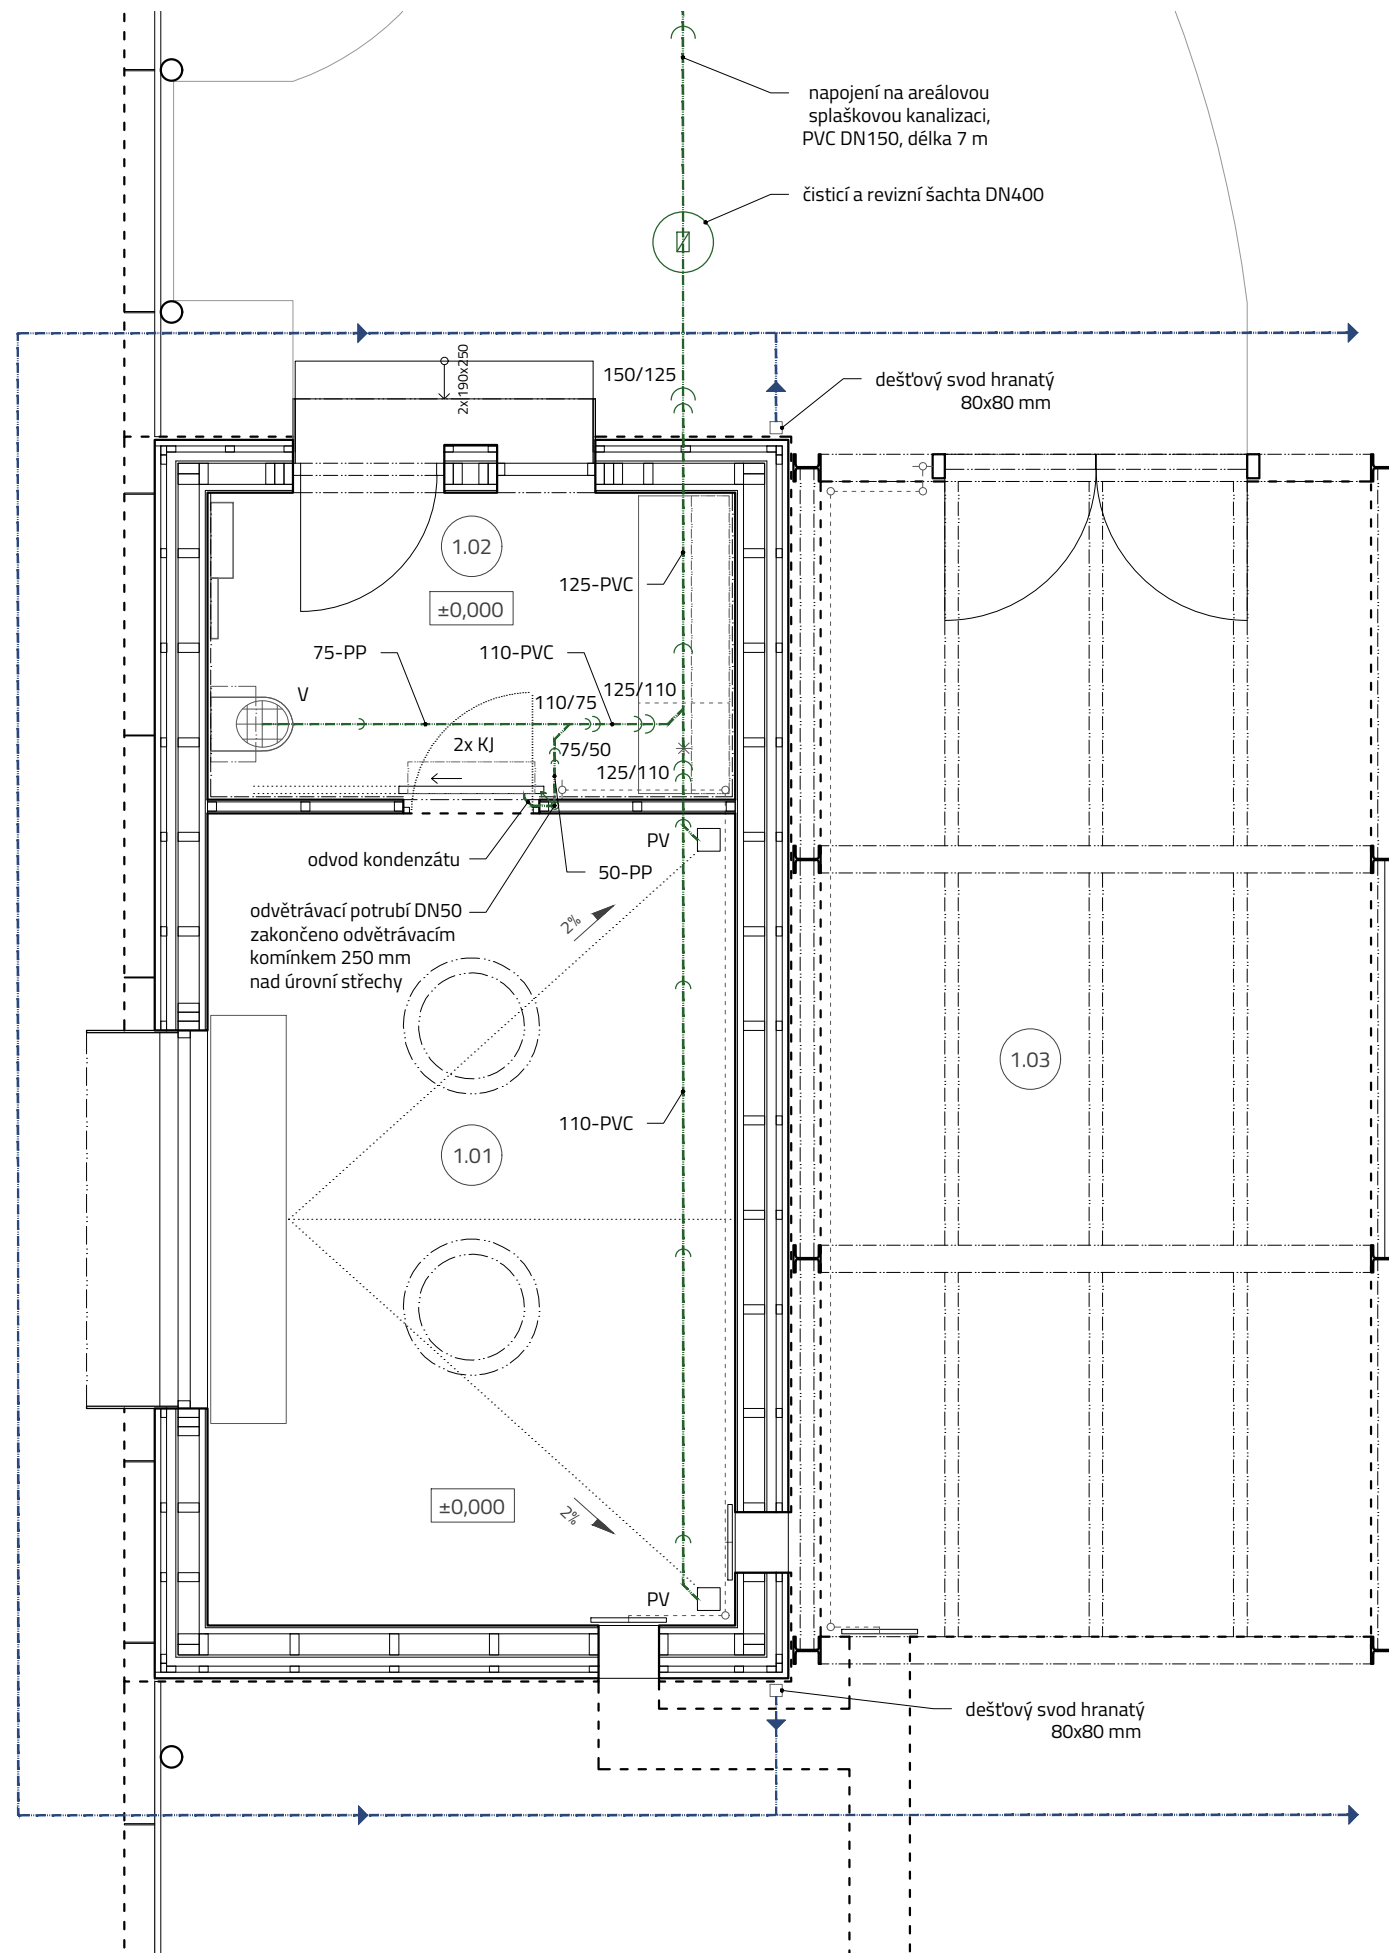 napojení na areálovou
splaškovou kanalizaci,
PVC DN150, délka 7 m
čisticí a revizní šachta DN400
2x 190x250
150/125
dešťový svod hranatý
80x80 mm
1.02
125-PVC
±0,000
75-PP
110-PVC
V
125/110
110/75
2x KJ
75/50
125/110
PV
odvod kondenzátu
50-PP
odvětrávací potrubí DN50
zakončeno odvětrávacím
komínkem 250 mm
nad úrovní střechy
2%
1.03
110-PVC
1.01
±0,000
2%
PV
dešťový svod hranatý
80x80 mm